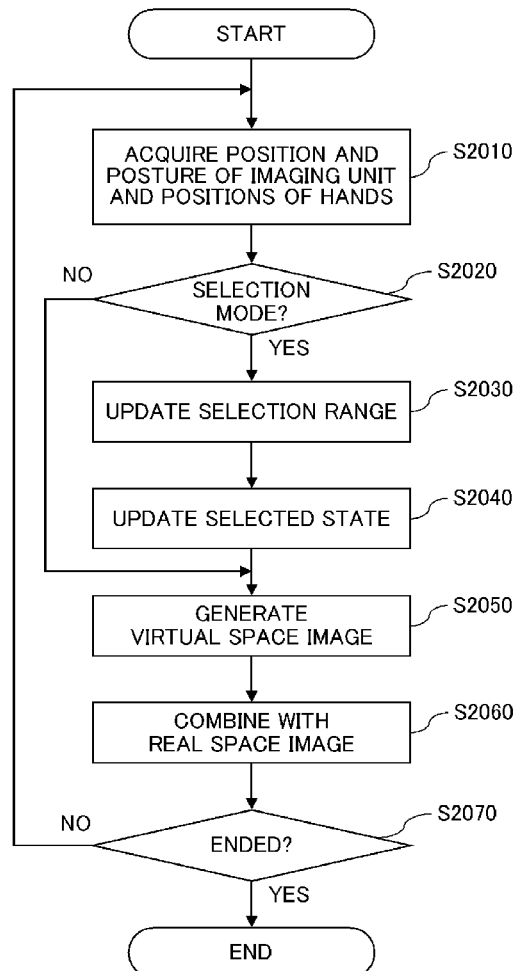 START
ACQUIRE POSITION AND
POSTURE OF IMAGING UNIT
AND POSITIONS OF HANDS
S2010
NO
SELECTION
MODE?
S2020
YES
UPDATE SELECTION RANGE
S2030
UPDATE SELECTED STATE
S2040
GENERATE
VIRTUAL SPACE IMAGE
S2050
COMBINE WITH
REAL SPACE IMAGE
S2060
NO
ENDED?
S2070
YES
END